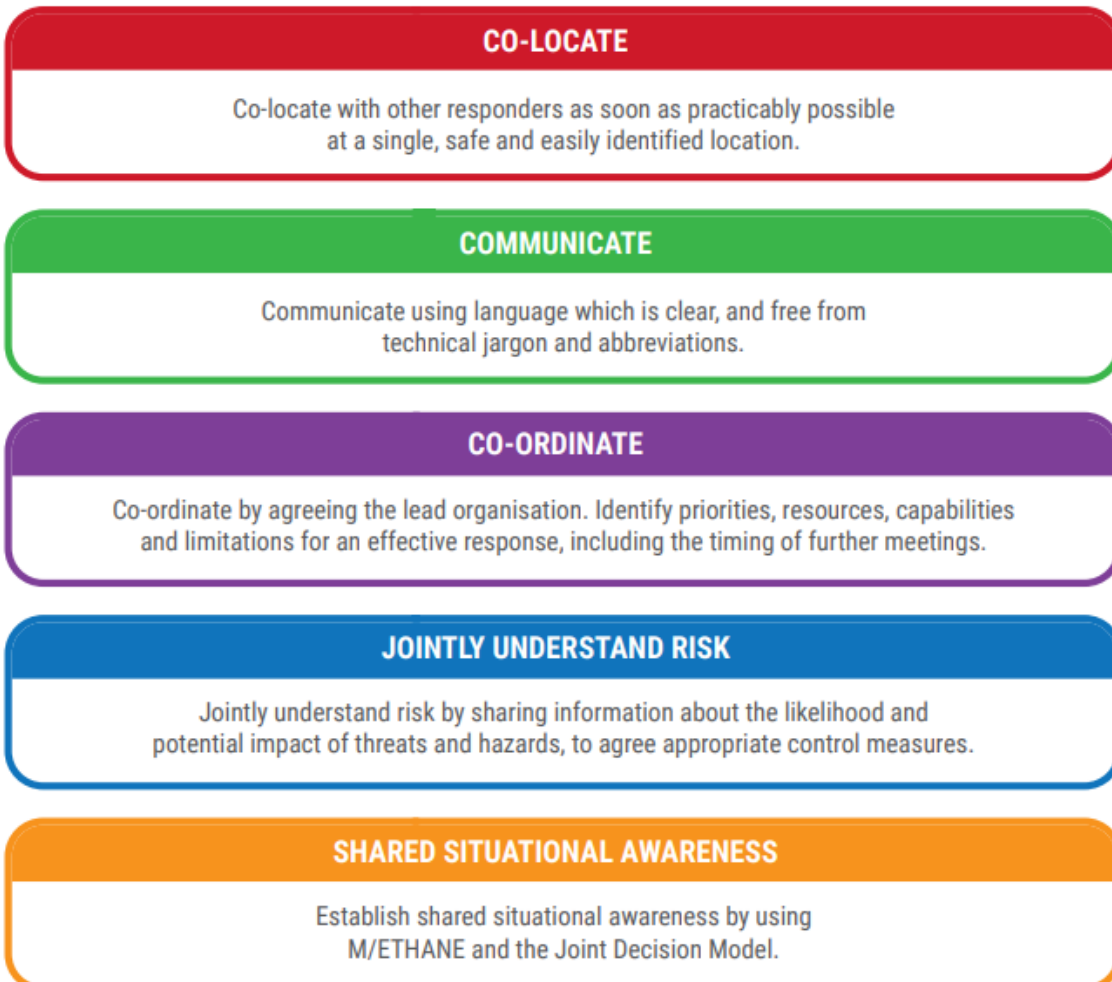 CO-LOCATE
Co-locate with other responders as soon as practicably possible
at a single, safe and easily identified location.
COMMUNICATE
Communicate using language which is clear, and free from
technical jargon and abbreviations.
CO-ORDINATE
Co-ordinate by agreeing the lead organisation. Identify priorities, resources, capabilities
and limitations for an effective response, including the timing of further meetings.
JOINTLY UNDERSTAND RISK
Jointly understand risk by sharing information about the likelihood and
potential impact of threats and hazards, to agree appropriate control measures.
SHARED SITUATIONAL AWARENESS
Establish shared situational awareness by using
M/ETHANE and the Joint Decision Model.